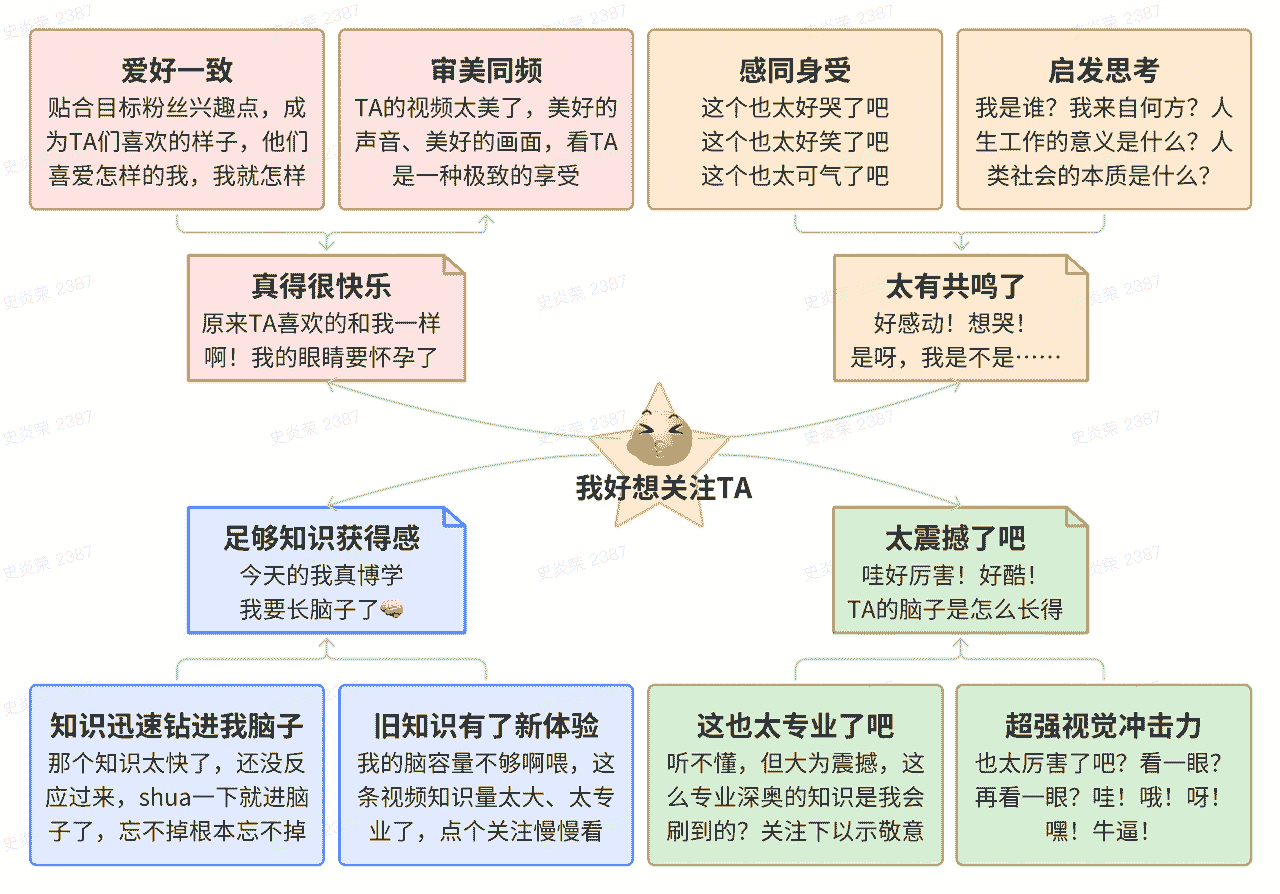 爱好一致
贴合目标粉丝兴趣点，成
为TA们喜欢的样子，他们
喜爱怎样的我，我就怎样
审美同频
TA的视频太美了，美好的
声音、美好的画面，看TA
是一种极致的享受
感同身受
这个也太好哭了吧
这个也太好笑了吧
这个也太可气了吧
启发思考
我是谁？我来自何方？人
生工作的意义是什么？人
类社会的本质是什么？
真得很快乐
原来TA喜欢的和我一样
啊！我的眼睛要怀孕了
太有共鸣了
好感动！想哭！
是呀，我是不是……
我好想关注TA
足够知识获得感
今天的我真博学
我要长脑子了🧠
太震撼了吧
哇好厉害！好酷！
TA的脑子是怎么长得
知识迅速钻进我脑子
那个知识太快了，还没反
应过来，shua一下就进脑
子了，忘不掉根本忘不掉
旧知识有了新体验
我的脑容量不够啊喂，这
条视频知识量太大、太专
业了，点个关注慢慢看
这也太专业了吧
听不懂，但大为震撼，这
么专业深奥的知识是我会
刷到的？关注下以示敬意
超强视觉冲击力
也太厉害了吧？看一眼？
再看一眼？哇！哦！呀！
嘿！牛逼！
史炎荣 2387